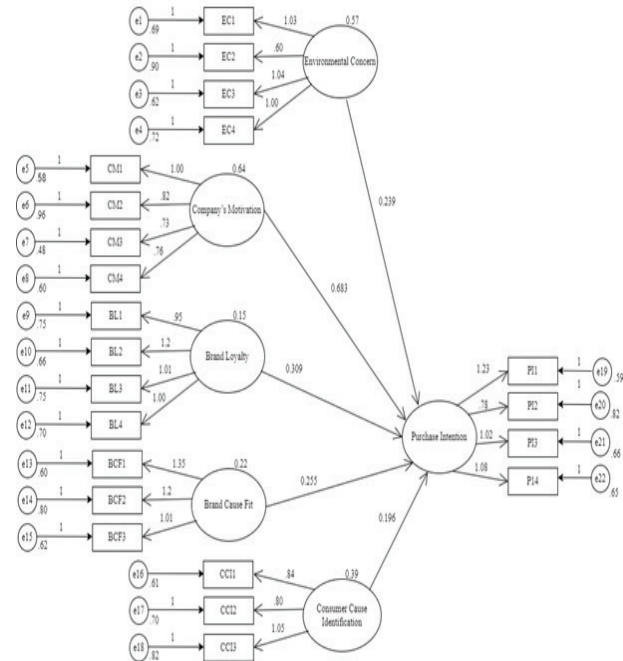 e1 1 .69 EC1 1.03 0.57
e2 1 .90 EC2 .60 Environmental Concern
e3 1 .62 EC3 1.04
e4 1 .72 EC4 1.00
0.239
e5 1 CM1 1.00 0.64
e6 1 .96 CM2 .82 Company's Motivation
e7 1 .48 CM3 .73
e8 1 .60 CM4 .76
0.683
e9 1 .75 BL1 .95 0.15
e10 1 .66 BL2 1.2 Brand Loyalty
e11 1 .75 BL3 1.01
e12 1 .70 BL4 1.00
0.309
e13 1 .60 BCF1 1.35 0.22
e14 1 .80 BCF2 1.2 Brand Cause Fit
e15 1 .62 BCF3 1.01
0.255
e16 1 .61 CCI1 .84 0.39
e17 1 .70 CCI2 .80 Consumer Cause
Identification
e18 1 .82 CCI3 1.05
0.196
Purchase Intention
1.23 PI1 1 e19 .59
.78 PI2 1 e20 .82
1.02 PI3 1 e21 .66
1.08 PI4 1 e22 .65